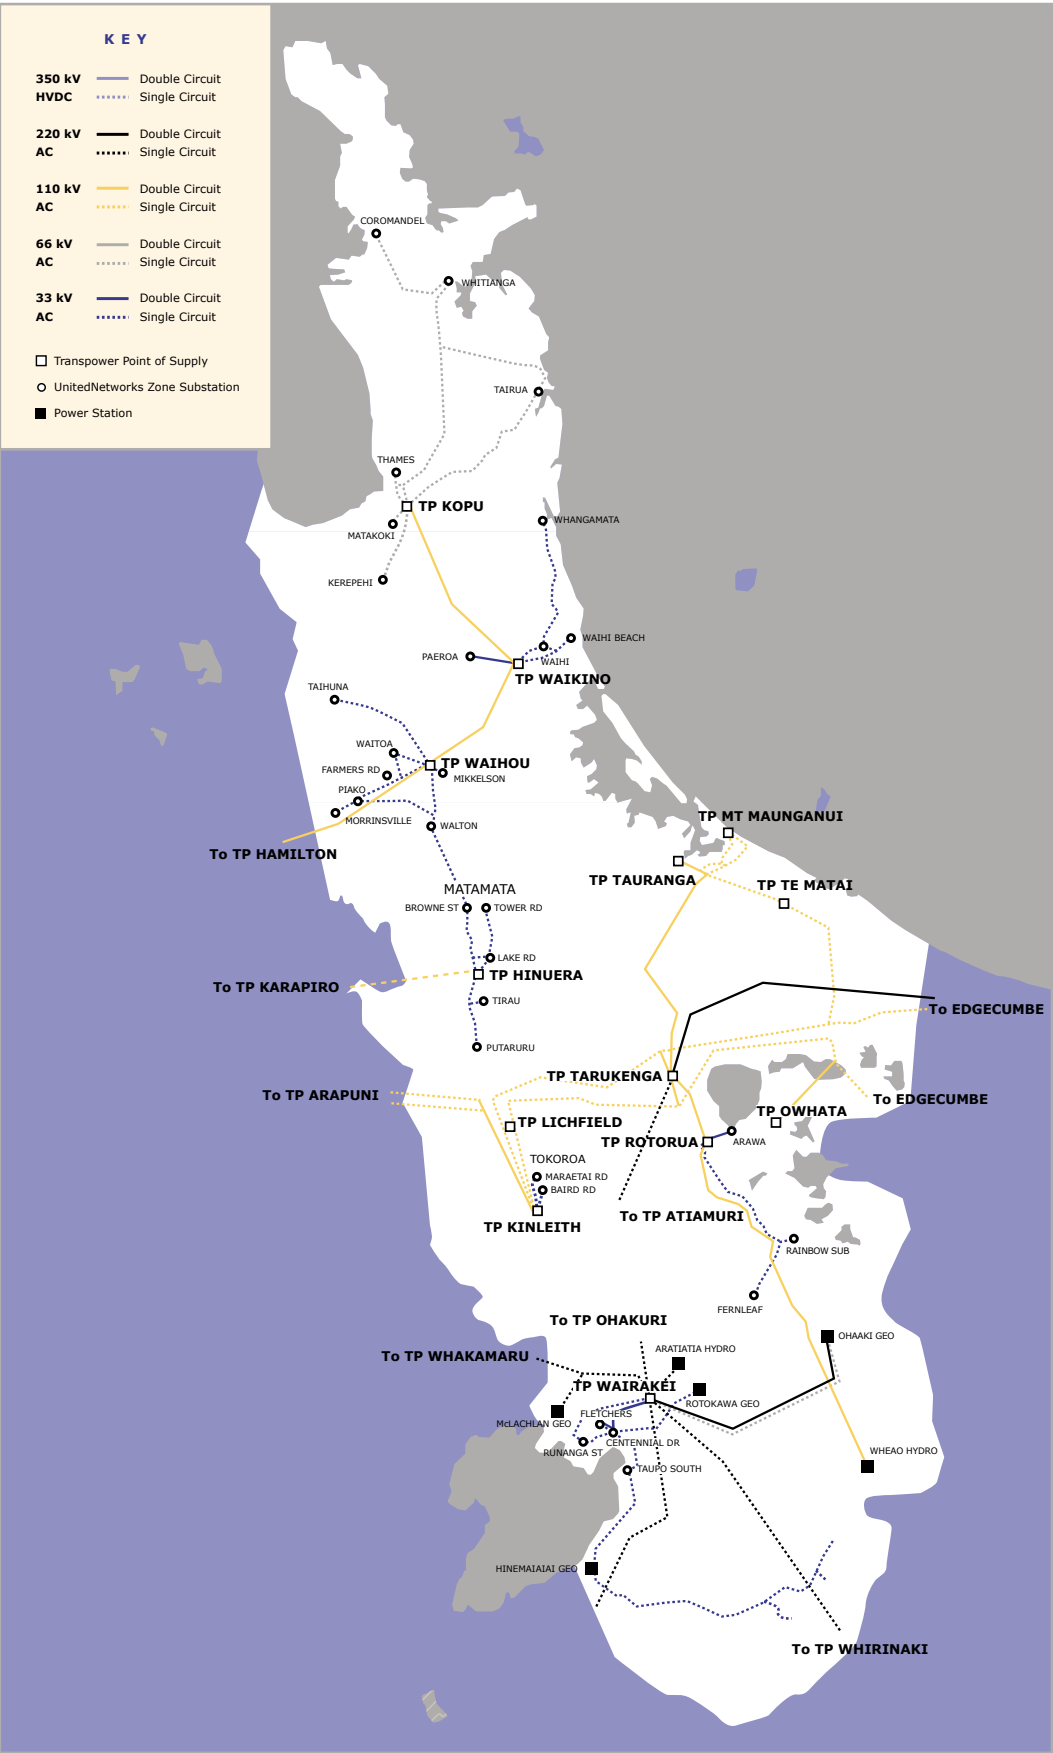 KEY
350 kV Double Circuit
HVDC Single Circuit
220 kV Double Circuit
AC Single Circuit
110 kV Double Circuit
AC Single Circuit
66 kV Double Circuit
AC Single Circuit
33 kV Double Circuit
AC Single Circuit
Transpower Point of Supply
UnitedNetworks Zone Substation
Power Station
COROMANDEL
WHITIANGA
TAIRUA
THAMES
TP KOPU
WHANGAMATA
MATAKOKI
KEREPEHI
WAIHI BEACH
PAEROA
WAIHI
TP WAIKINO
TAIHUNA
WAITOA
TP WAIHOU
FARMERS RD
MIKKELSON
PIAKO
MORRINSVILLE
WALTON
TP MT MAUNGANUI
To TP HAMILTON
TP TAURANGA
TP TE MATAI
MATAMATA
BROWNE ST
TOWER RD
LAKE RD
TP HINUERA
To TP KARAPIRO
TIRAU
To EDGECUMBE
PUTARURU
TP TARUKENGA
To TP ARAPUNI
To EDGECUMBE
TP OWHATA
TP LICHFIELD
TP ROTORUA
ARAWA
TOKOROA
MARAETAI RD
BAIRD RD
To TP ATIAMURI
TP KINLEITH
RAINBOW SUB
FERNLEAF
To TP OHAKURI
OHAAKI GEO
ARATIATIA HYDRO
To TP WHAKAMARU
TP WAIRAKEI
ROTOKAWA GEO
FLETCHERS
McLACHLAN GEO
CENTENNIAL DR
RUNANGA ST
WHEAO HYDRO
TAUPO SOUTH
HINEMAIAIAI GEO
To TP WHIRINAKI